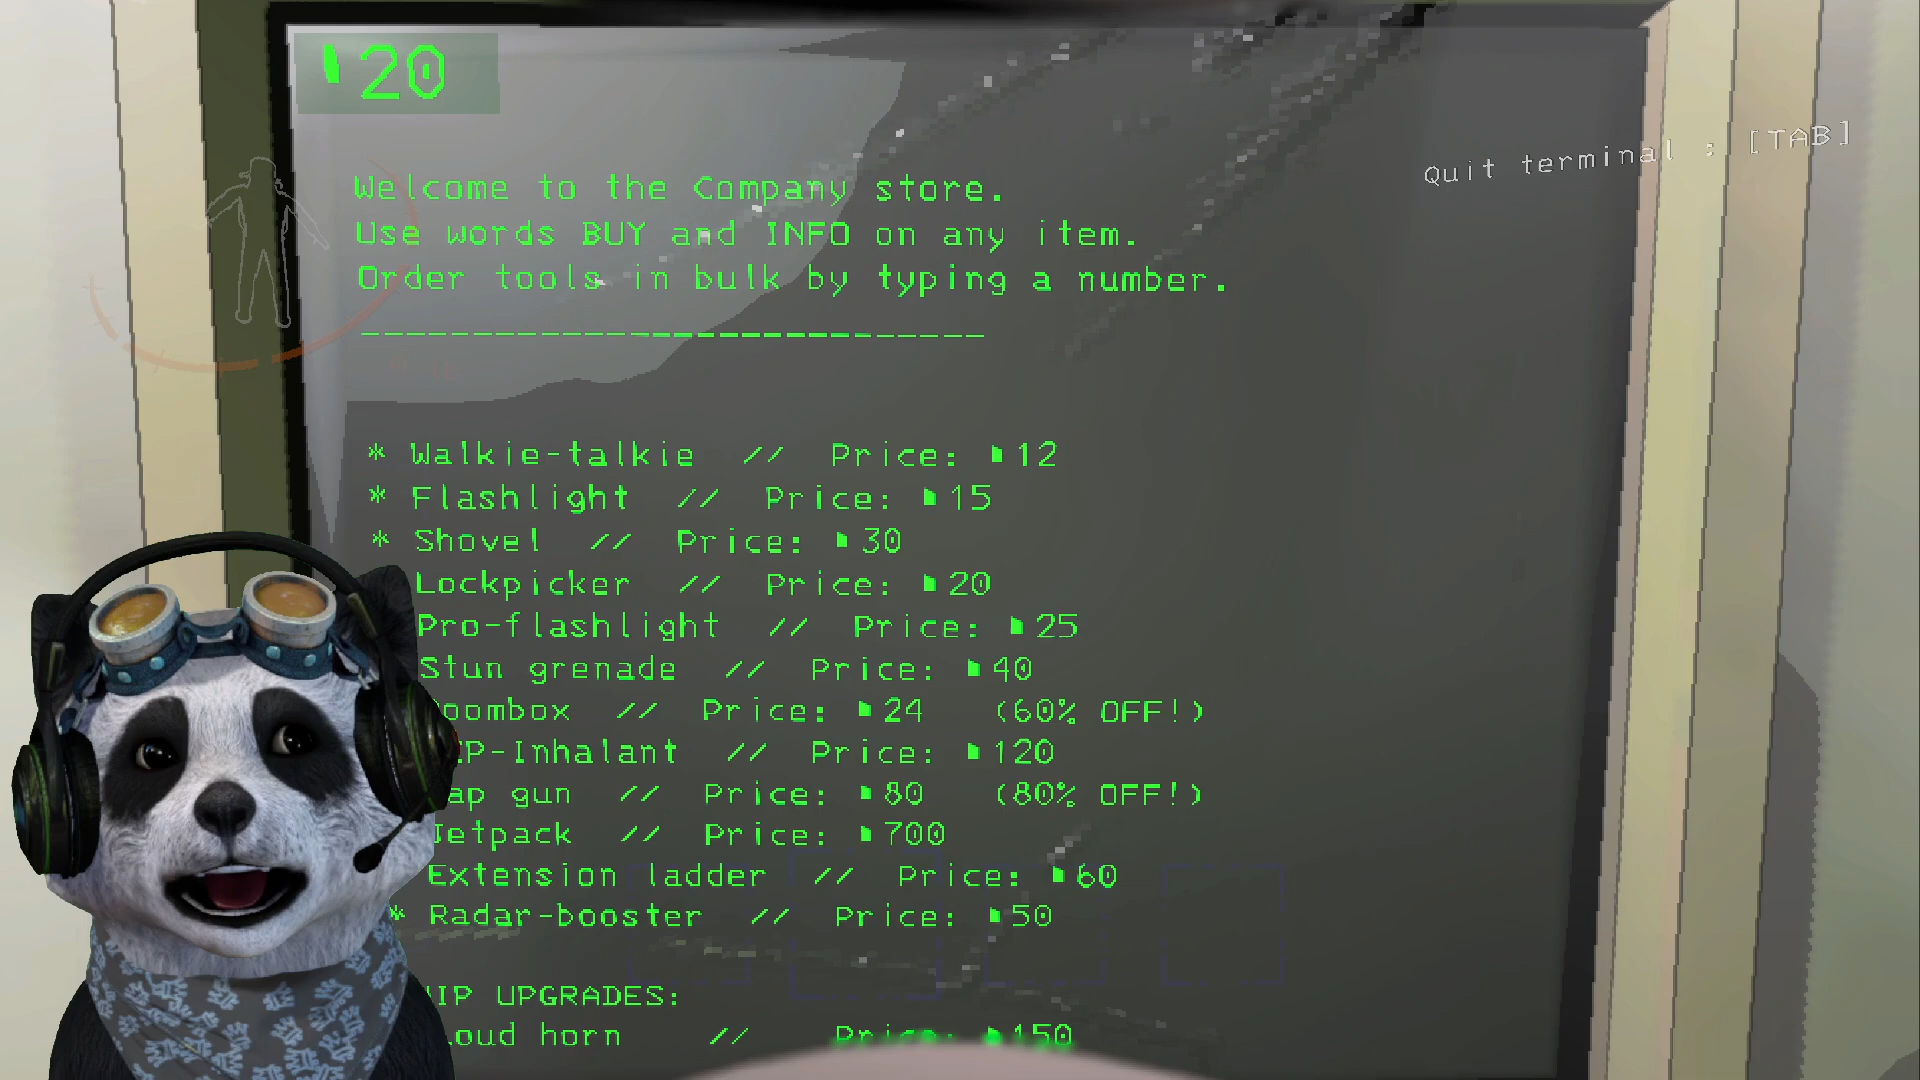 20
Quit terminal : [TAB]
Welcome to the Company store.
Use words BUY and INFO on any item.
Order tools in bulk by typing a number.
----------------------------
* Walkie-talkie // Price: ▮12
* Flashlight // Price: ▮15
* Shovel // Price: ▮30
Lockpicker // Price: ▮20
Pro-flashlight // Price: ▮25
Stun grenade // Price: ▮40
oombox // Price: ▮24 (60% OFF!)
P-Inhalant // Price: ▮120
ap gun // Price: ▮80 (80% OFF!)
Jetpack // Price: ▮700
Extension ladder // Price: ▮60
* Radar-booster // Price: ▮50
IP UPGRADES:
oud horn // Price: ▮150